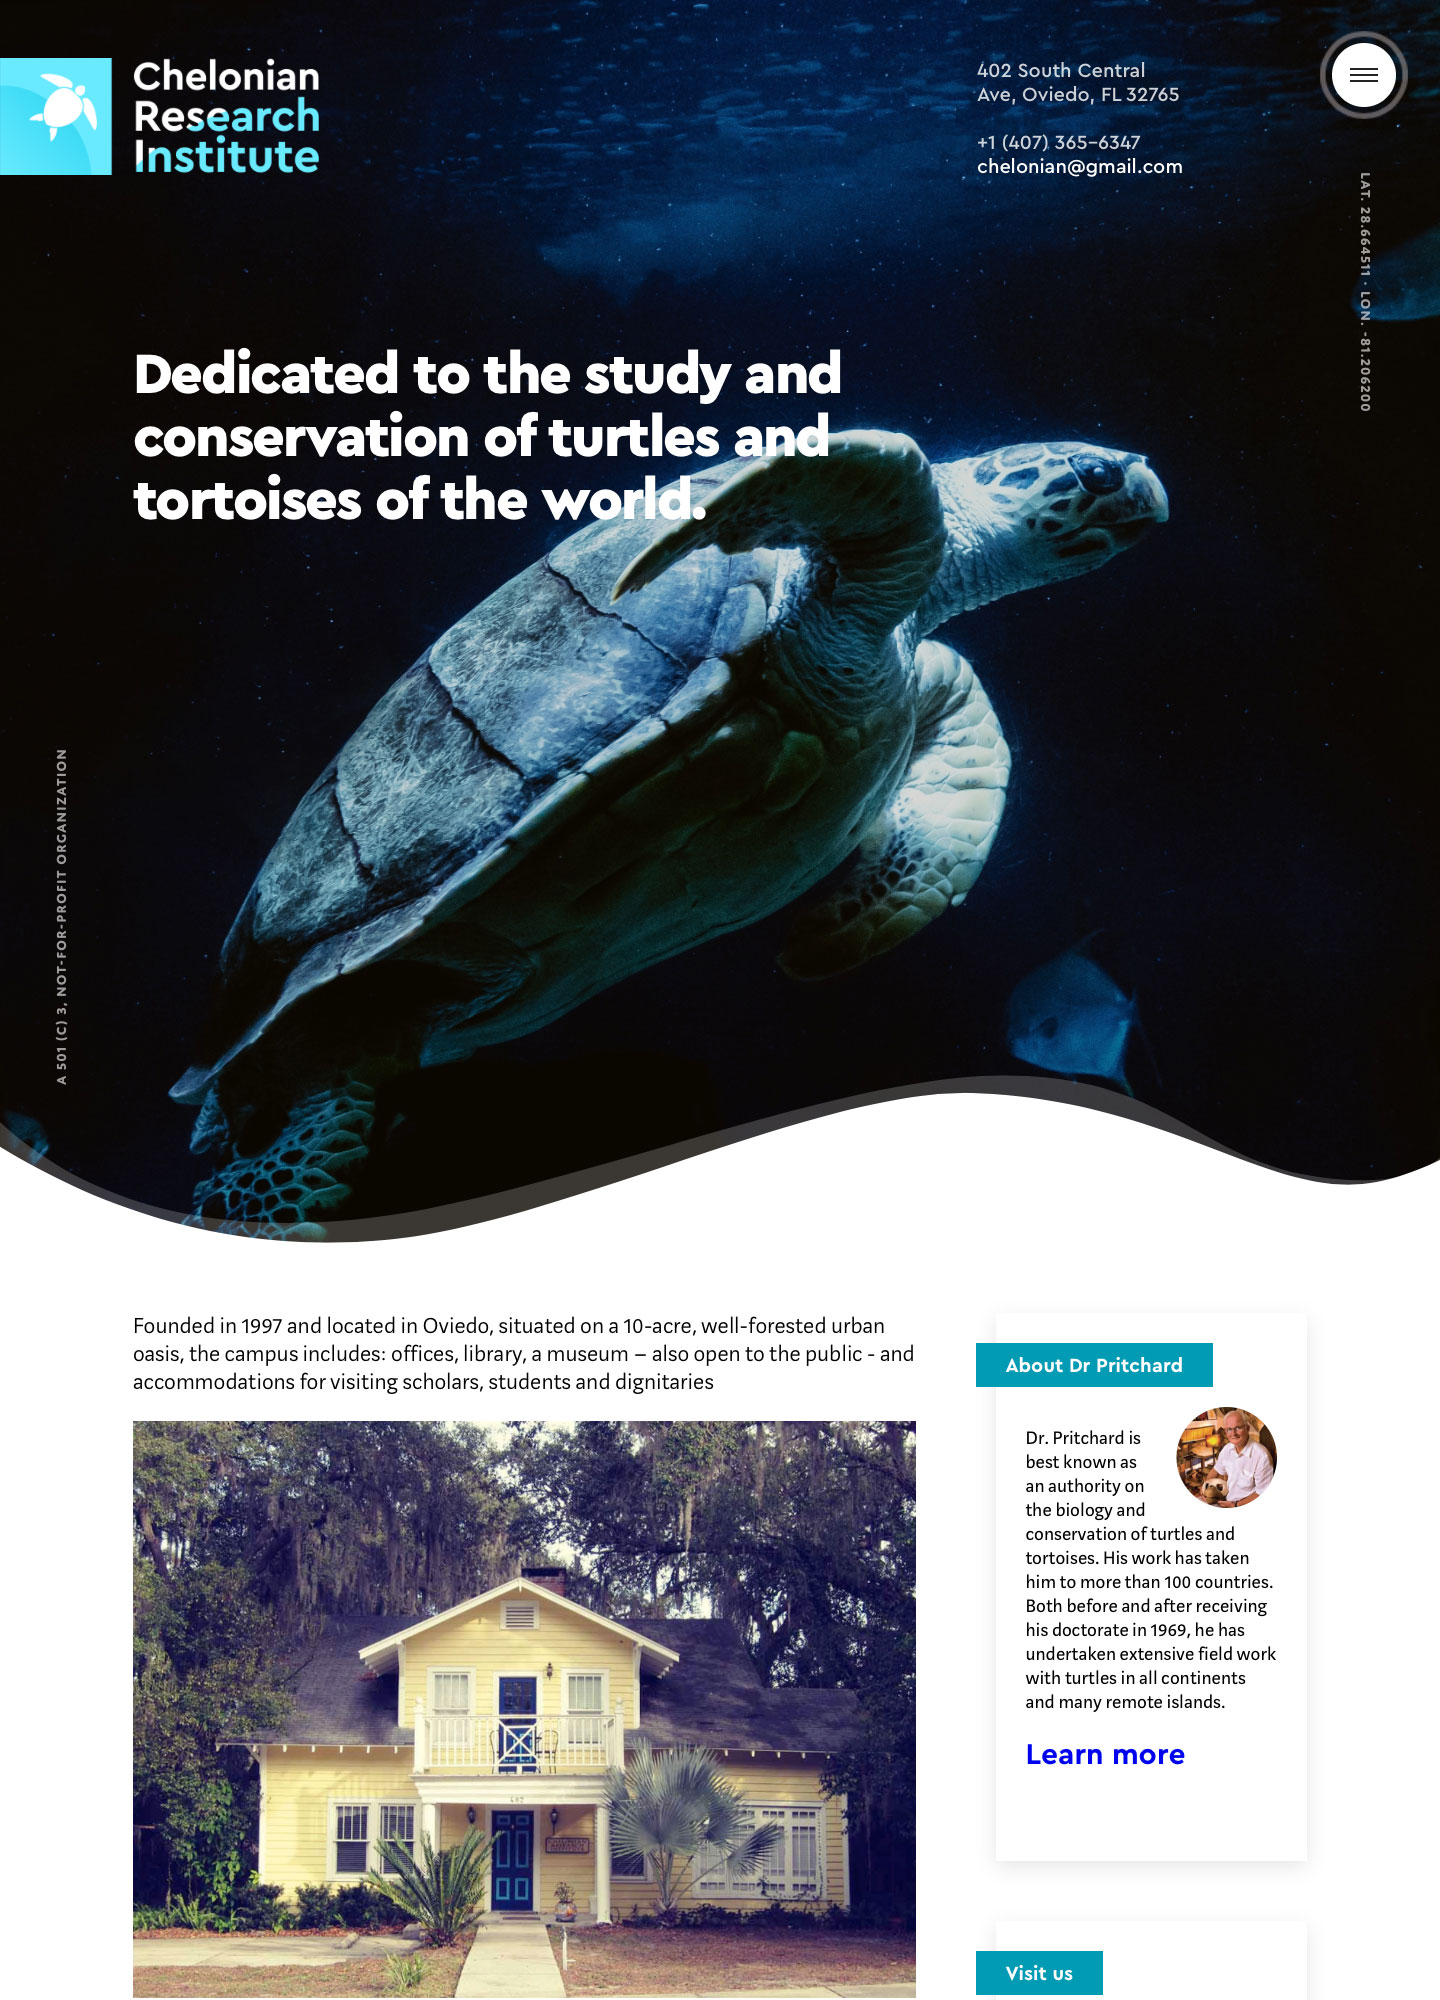 Chelonian
Research
Institute
402 South Central
Ave, Oviedo, FL 32765
+1 (407) 365-6347
chelonian@gmail.com
LAT. 28.664511 · LON. -81.206200
Dedicated to the study and
conservation of turtles and
tortoises of the world.
A 501 (C) 3, NOT-FOR-PROFIT ORGANIZATION
Founded in 1997 and located in Oviedo, situated on a 10-acre, well-forested urban
oasis, the campus includes: offices, library, a museum – also open to the public - and
accommodations for visiting scholars, students and dignitaries
402
About Dr Pritchard
Dr. Pritchard is
best known as
an authority on
the biology and
conservation of turtles and
tortoises. His work has taken
him to more than 100 countries.
Both before and after receiving
his doctorate in 1969, he has
undertaken extensive field work
with turtles in all continents
and many remote islands.
Learn more
Visit us